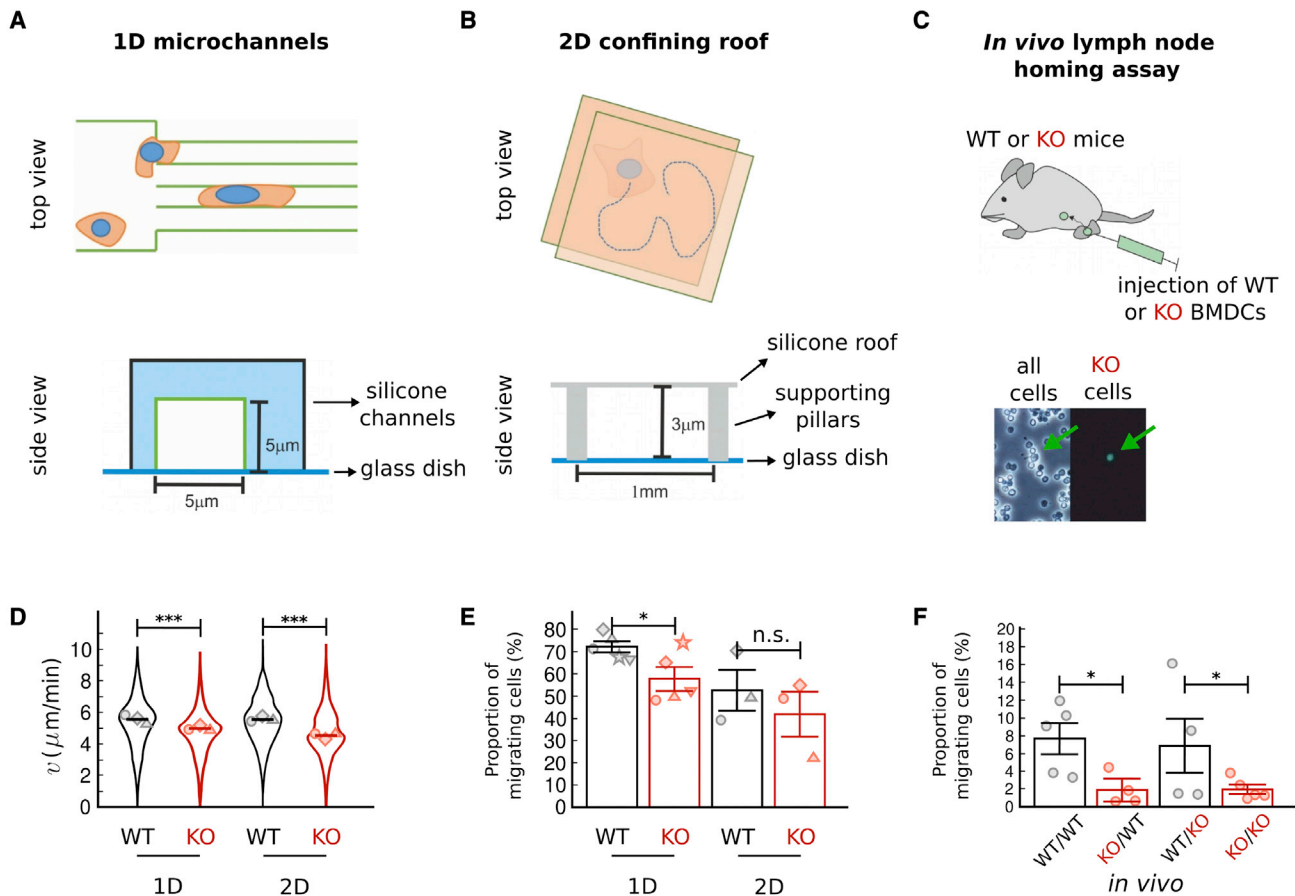 A
1D microchannels
top view
side view
5μm
5μm
silicone
channels
glass dish
B
2D confining roof
top view
side view
silicone roof
supporting
pillars
3μm
glass dish
1mm
C
In vivo lymph node
homing assay
WT or KO mice
injection of WT
or KO BMDCs
all
cells
KO
cells
D
v (μm/min)
10
8
6
4
2
0
***
***
WT
KO
WT
KO
1D
2D
E
Proportion of
migrating cells (%)
80
70
60
50
40
30
20
10
0
*
n.s.
WT
KO
WT
KO
1D
2D
F
Proportion of
migrating cells (%)
20
18
16
14
12
10
8
6
4
2
0
*
*
WT/WT
KO/WT
WT/KO
KO/KO
in vivo